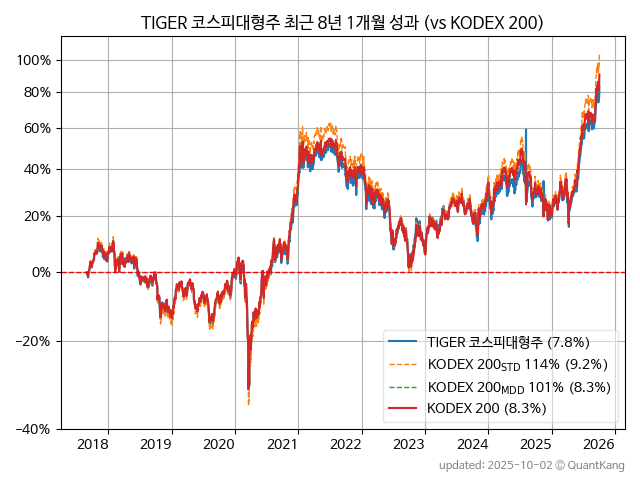 TIGER 코스피대형주 최근 8년 1개월 성과 (vs KODEX 200)
100%
80%
60%
40%
20%
0%
−20%
−40%
TIGER 코스피대형주 (7.8%)
KODEX 200STD 114% (9.2%)
KODEX 200MDD 101% (8.3%)
KODEX 200 (8.3%)
2018 2019 2020 2021 2022 2023 2024 2025 2026
updated: 2025-10-02 © QuantKang